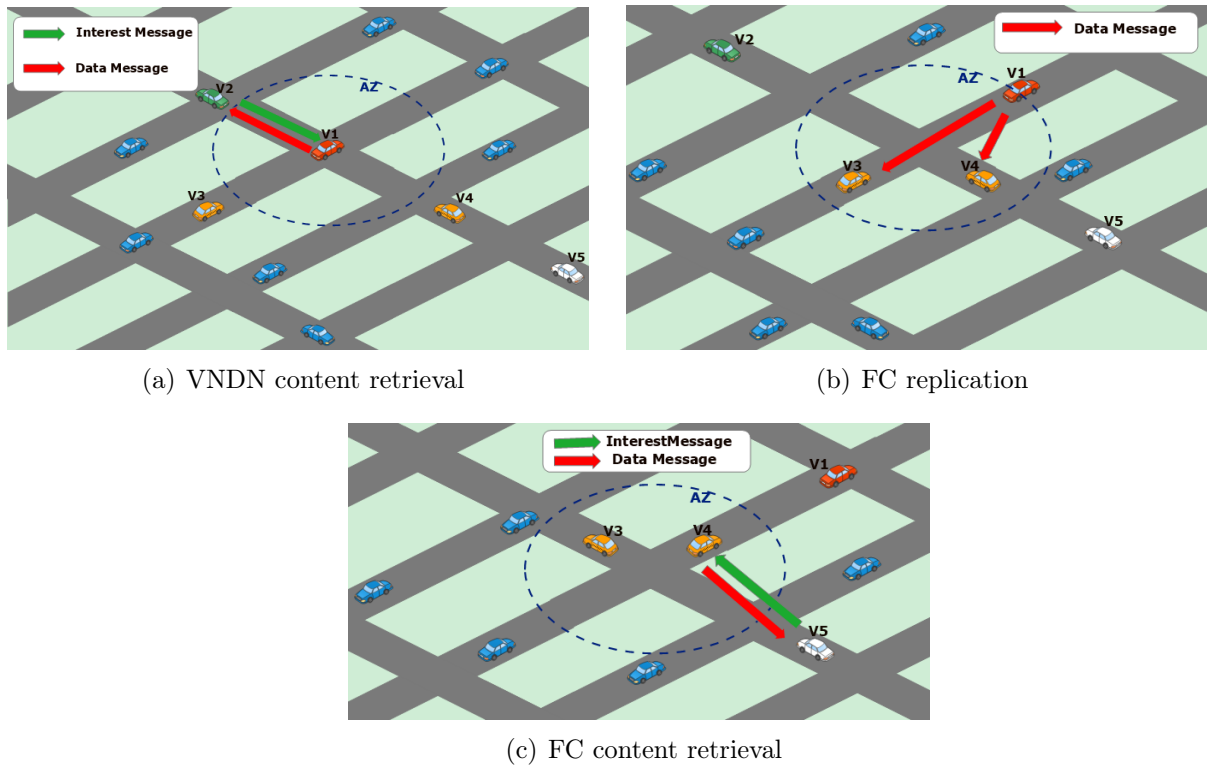 Interest Message
Data Message
AZ
V2
V1
V3
V4
V5
(a) VNDN content retrieval
Data Message
V2
V1
AZ
V3
V4
V5
(b) FC replication
InterestMessage
Data Message
V1
AZ
V3
V4
V5
(c) FC content retrieval